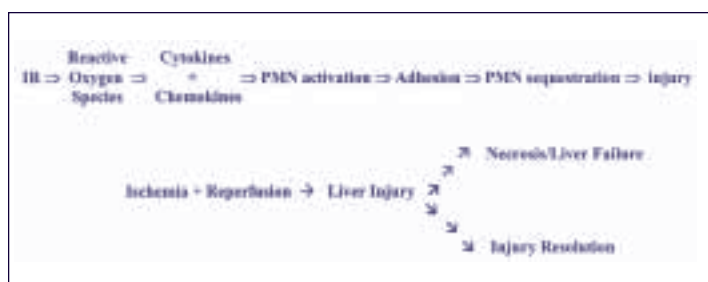 IR ⇒ Reactive Oxygen Species ⇒ Cytokines + Chemokines ⇒ PMN activation ⇒ Adhesion ⇒ PMN sequestration ⇒ injury
Necrosis/Liver Failure
Ischemia + Reperfusion → Liver Injury
Injury Resolution